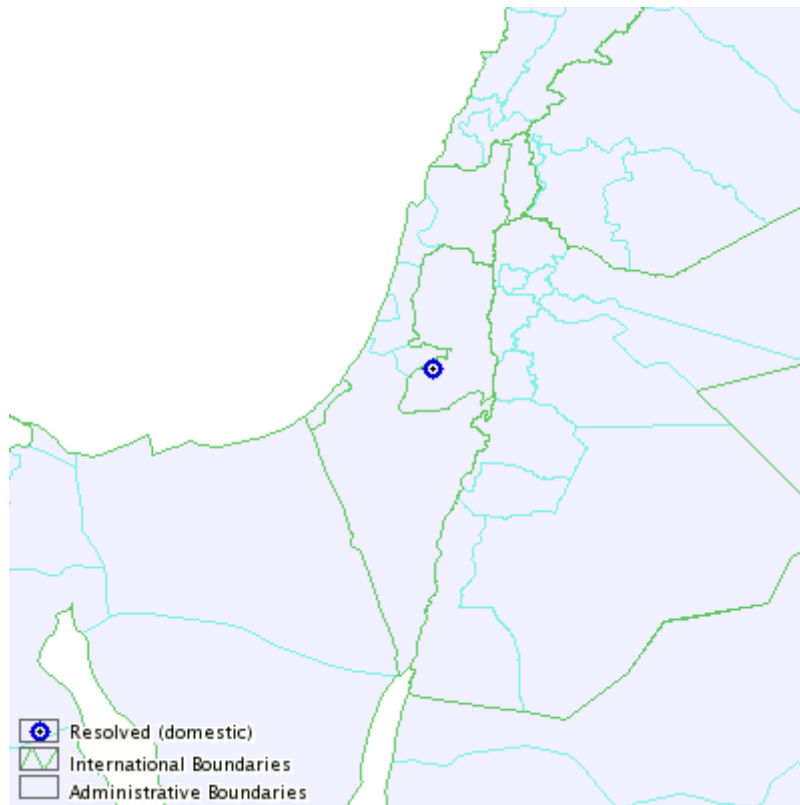 Resolved (domestic)
International Boundaries
Administrative Boundaries